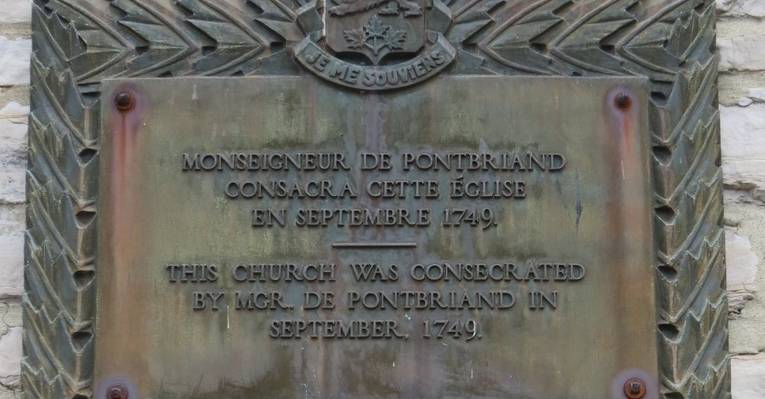 JE ME SOUVIENS
MONSEIGNEUR DE PONTBRIAND
CONSACRA CETTE ÉGLISE
EN SEPTEMBRE 1749.
THIS CHURCH WAS CONSECRATED
BY MGR. DE PONTBRIAND IN
SEPTEMBER, 1749.